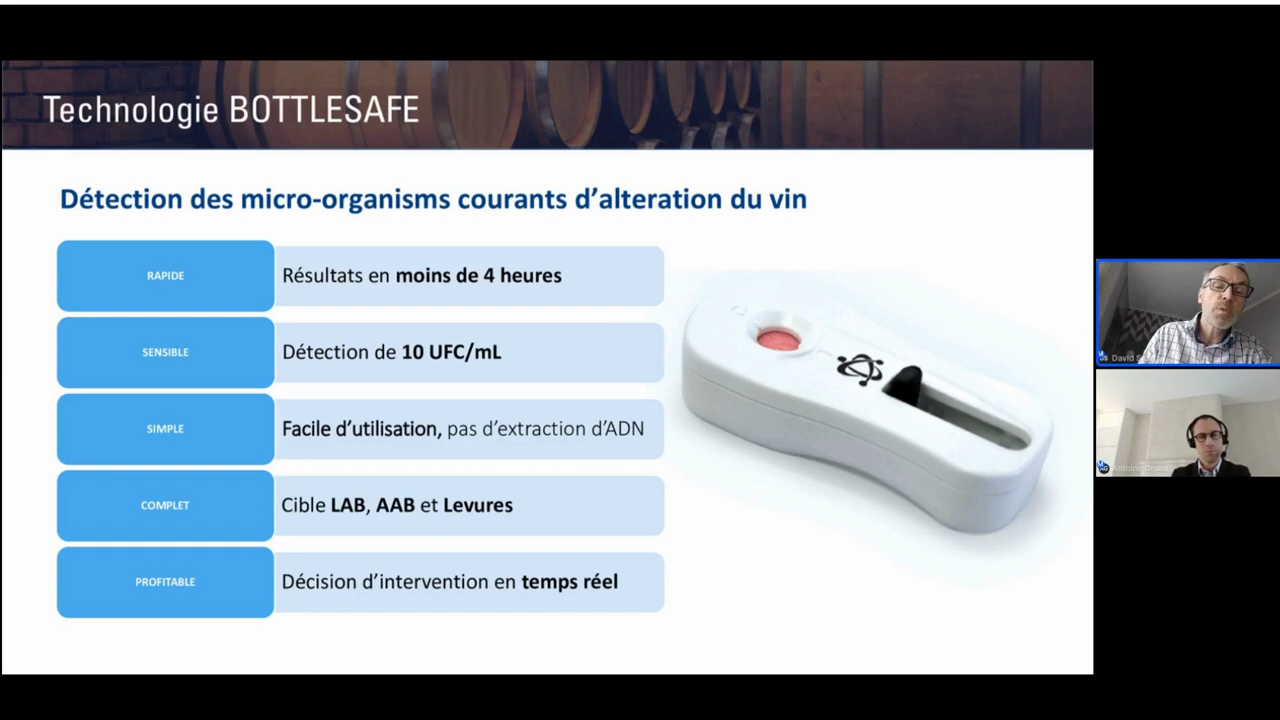 Technologie BOTTLESAFE
Détection des micro-organisms courants d’alteration du vin
RAPIDE
Résultats en moins de 4 heures
SENSIBLE
Détection de 10 UFC/mL
SIMPLE
Facile d’utilisation, pas d’extraction d’ADN
COMPLET
Cible LAB, AAB et Levures
PROFITABLE
Décision d’intervention en temps réel
David